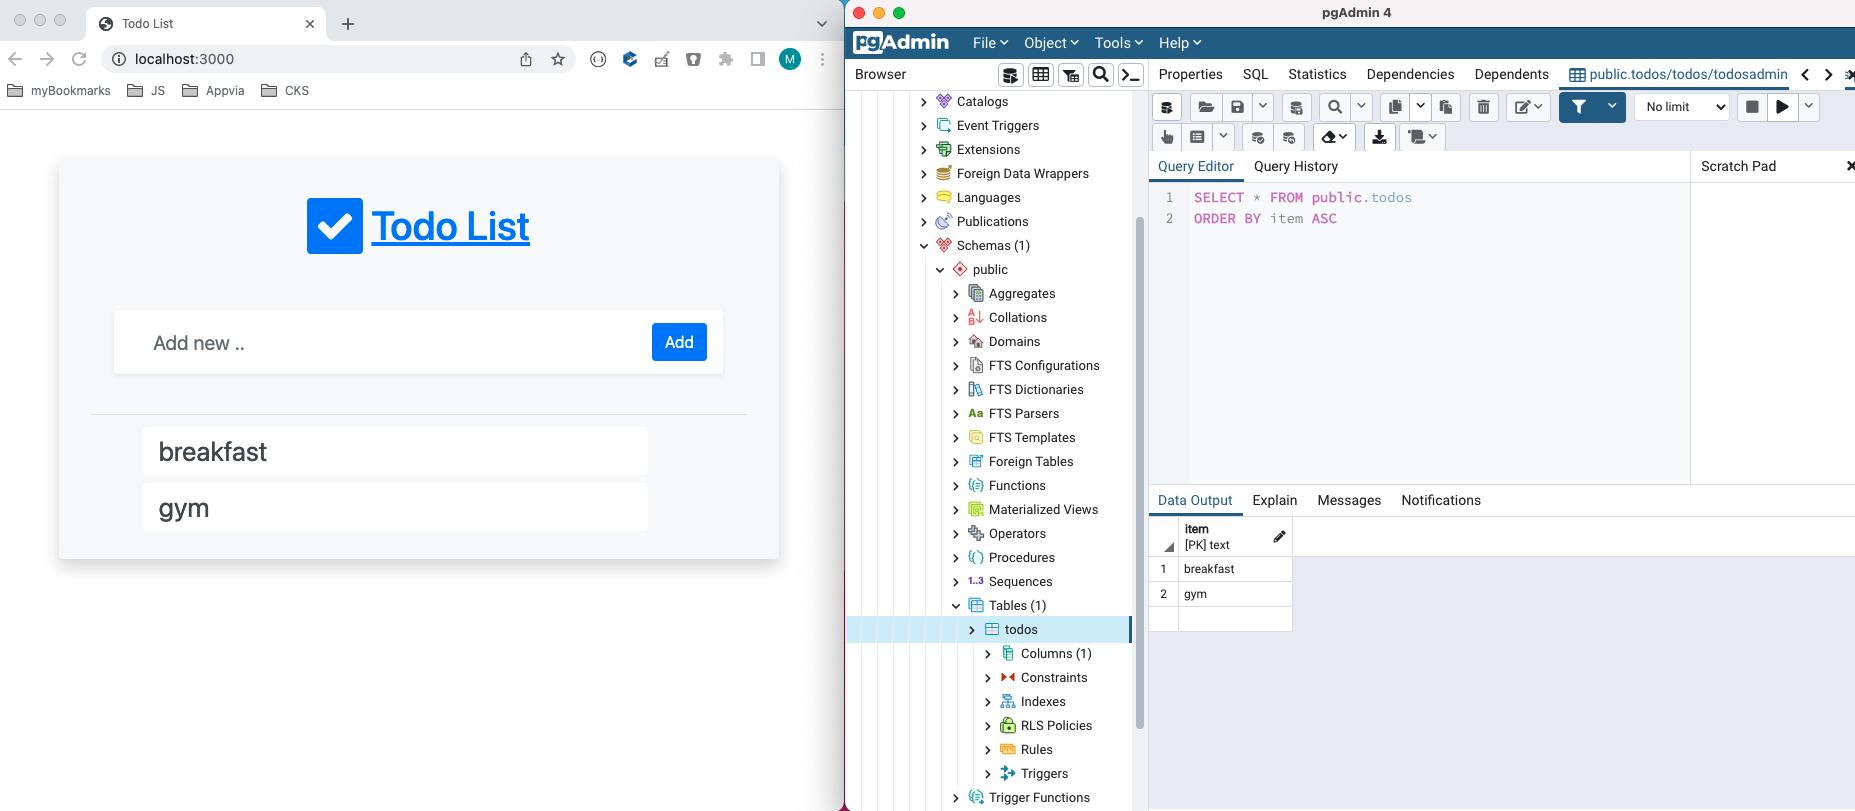 Todo List
localhost:3000
M
myBookmarks
JS
Appvia
CKS
Todo List
Add new ..
Add
breakfast
gym
pgAdmin 4
pgAdmin
File
Object
Tools
Help
Browser
Catalogs
Event Triggers
Extensions
Foreign Data Wrappers
Languages
Publications
Schemas (1)
public
Aggregates
Collations
Domains
FTS Configurations
FTS Dictionaries
Aa FTS Parsers
FTS Templates
Foreign Tables
Functions
Materialized Views
Operators
Procedures
1..3 Sequences
Tables (1)
todos
Columns (1)
Constraints
Indexes
RLS Policies
Rules
Triggers
Trigger Functions
Properties
SQL
Statistics
Dependencies
Dependents
public.todos/todos/todosadmin
No limit
Query Editor
Query History
Scratch Pad
1 SELECT * FROM public.todos
2 ORDER BY item ASC
Data Output
Explain
Messages
Notifications
item
[PK] text
1 breakfast
2 gym